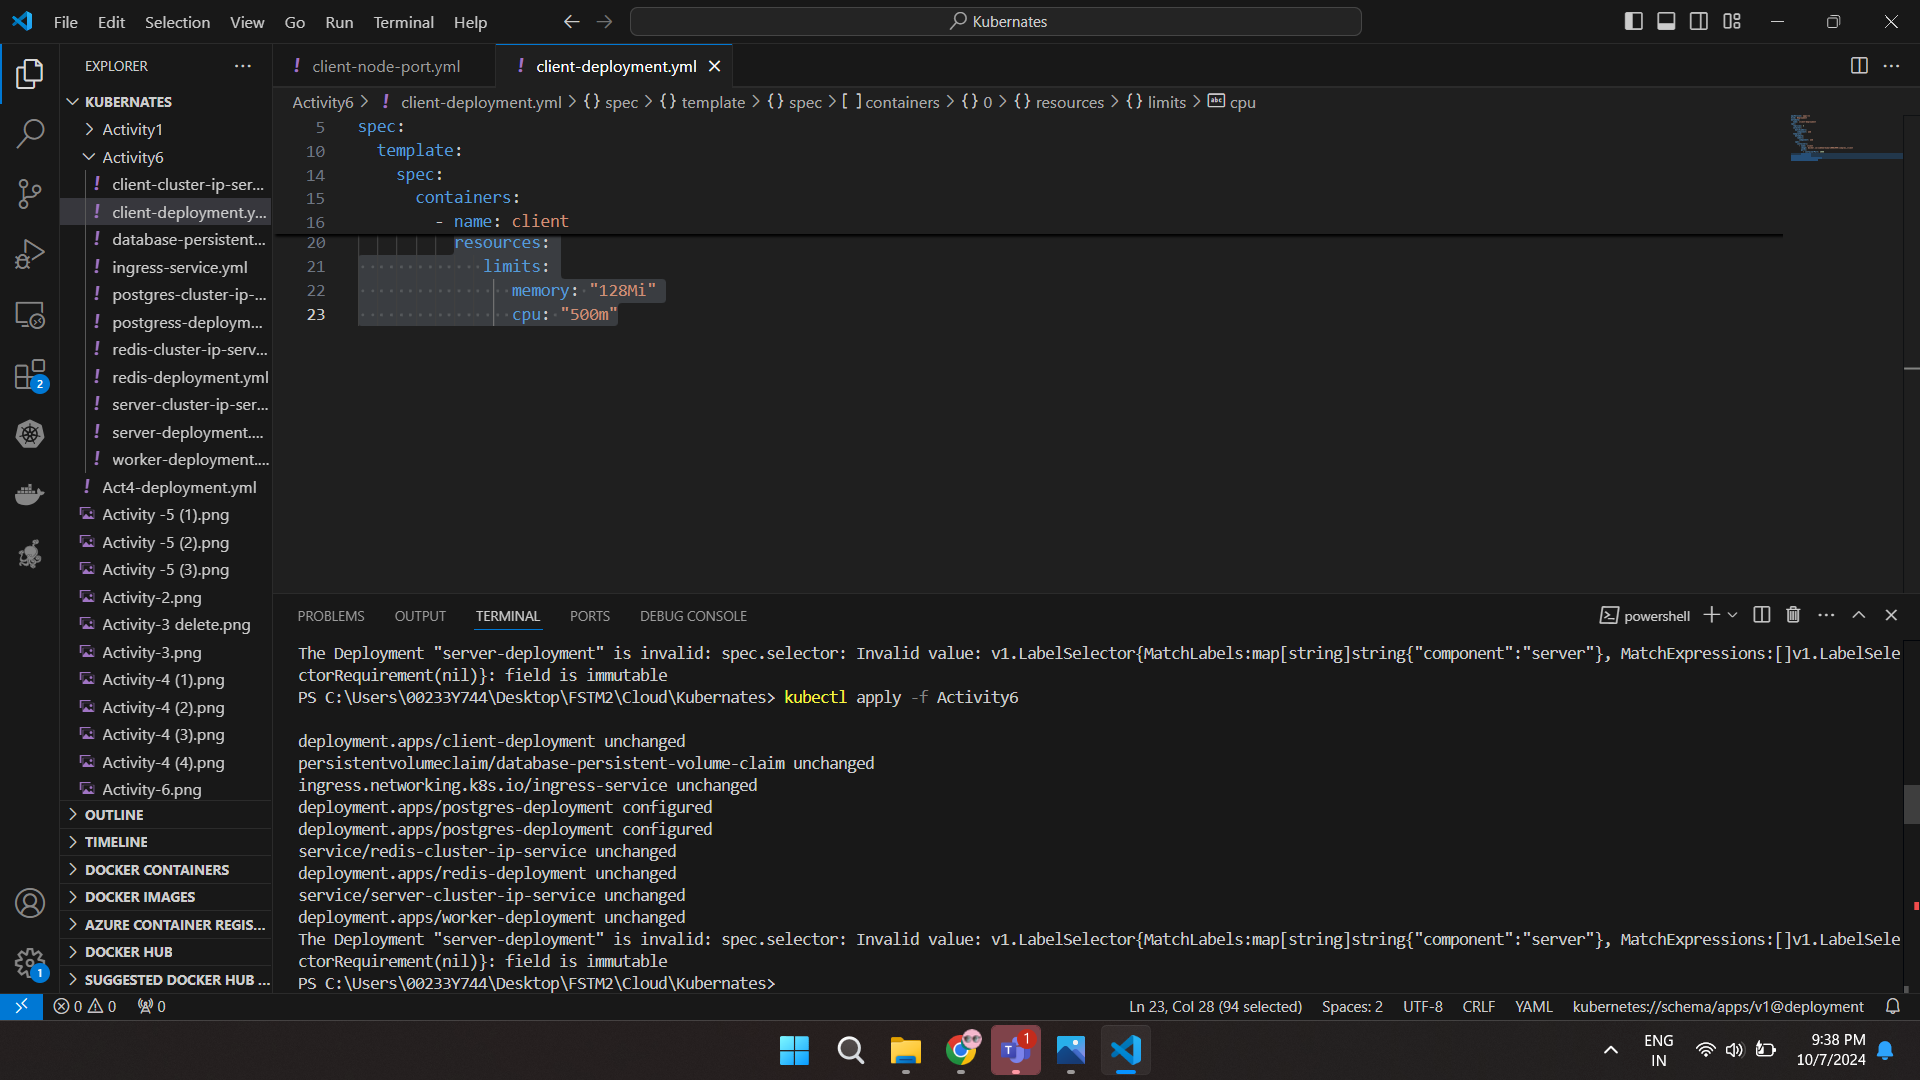 File Edit Selection View Go Run Terminal Help
Kubernates
EXPLORER
client-node-port.yml
client-deployment.yml
Activity6 > client-deployment.yml > {} spec > {} template > {} spec > [ ] containers > {} 0 > {} resources > {} limits > abc cpu
KUBERNATES
Activity1
Activity6
client-cluster-ip-ser...
client-deployment.y...
database-persistent...
ingress-service.yml
postgres-cluster-ip-...
postgress-deploym...
redis-cluster-ip-serv...
redis-deployment.yml
server-cluster-ip-ser...
server-deployment....
worker-deployment....
Act4-deployment.yml
Activity -5 (1).png
Activity -5 (2).png
Activity -5 (3).png
Activity-2.png
Activity-3 delete.png
Activity-3.png
Activity-4 (1).png
Activity-4 (2).png
Activity-4 (3).png
Activity-4 (4).png
Activity-6.png
OUTLINE
TIMELINE
DOCKER CONTAINERS
DOCKER IMAGES
AZURE CONTAINER REGIS...
DOCKER HUB
SUGGESTED DOCKER HUB ...
2
1
5 spec:
10 template:
14 spec:
15 containers:
16 - name: client
20 resources:
21 limits:
22 memory: "128Mi"
23 cpu: "500m"
PROBLEMS OUTPUT TERMINAL PORTS DEBUG CONSOLE
powershell
The Deployment "server-deployment" is invalid: spec.selector: Invalid value: v1.LabelSelector{MatchLabels:map[string]string{"component":"server"}, MatchExpressions:[]v1.LabelSele
ctorRequirement(nil)}: field is immutable
PS C:\Users\00233Y744\Desktop\FSTM2\Cloud\Kubernates> kubectl apply -f Activity6
deployment.apps/client-deployment unchanged
persistentvolumeclaim/database-persistent-volume-claim unchanged
ingress.networking.k8s.io/ingress-service unchanged
deployment.apps/postgres-deployment configured
deployment.apps/postgres-deployment configured
service/redis-cluster-ip-service unchanged
deployment.apps/redis-deployment unchanged
service/server-cluster-ip-service unchanged
deployment.apps/worker-deployment unchanged
The Deployment "server-deployment" is invalid: spec.selector: Invalid value: v1.LabelSelector{MatchLabels:map[string]string{"component":"server"}, MatchExpressions:[]v1.LabelSele
ctorRequirement(nil)}: field is immutable
PS C:\Users\00233Y744\Desktop\FSTM2\Cloud\Kubernates>
0 0 0
Ln 23, Col 28 (94 selected) Spaces: 2 UTF-8 CRLF YAML kubernetes://schema/apps/v1@deployment
T 1
ENG
IN
9:38 PM
10/7/2024